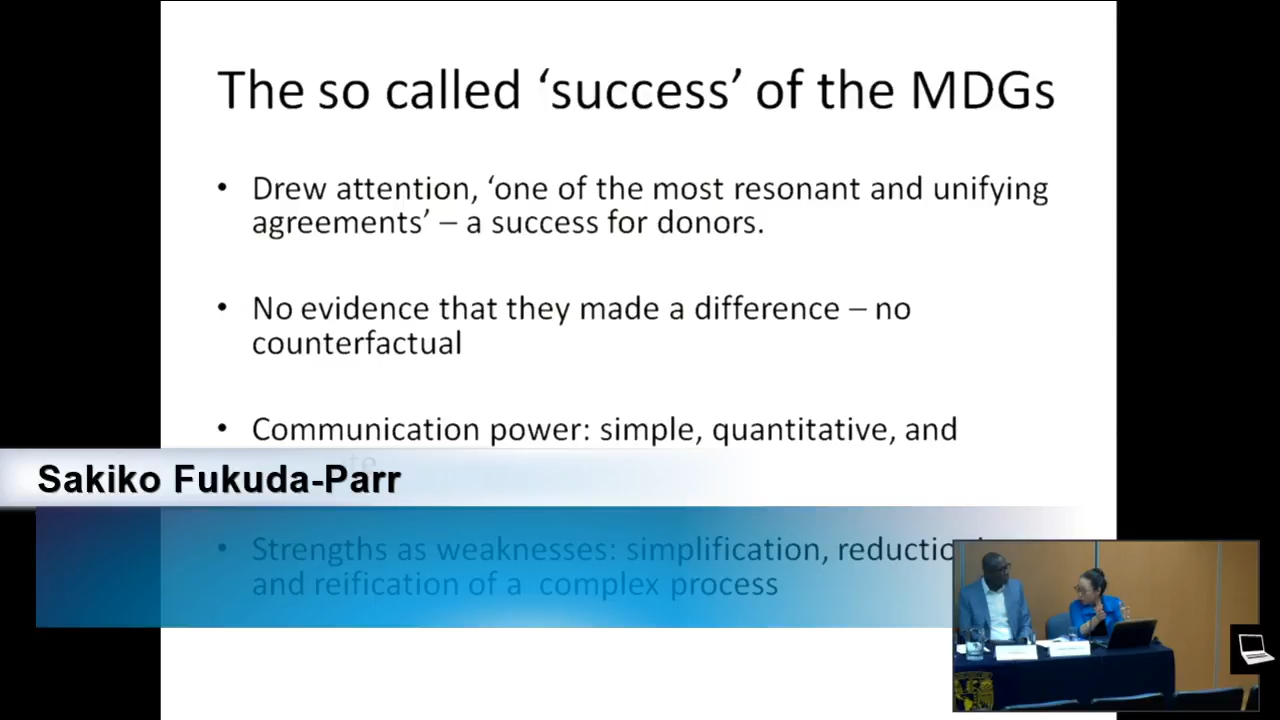 The so called ‘success’ of the MDGs
• Drew attention, ‘one of the most resonant and unifying
agreements’ – a success for donors.
• No evidence that they made a difference – no
counterfactual
• Communication power: simple, quantitative, and
Sakiko Fukuda-Parr
• Strengths as weaknesses: simplification,
and reification of a complex process